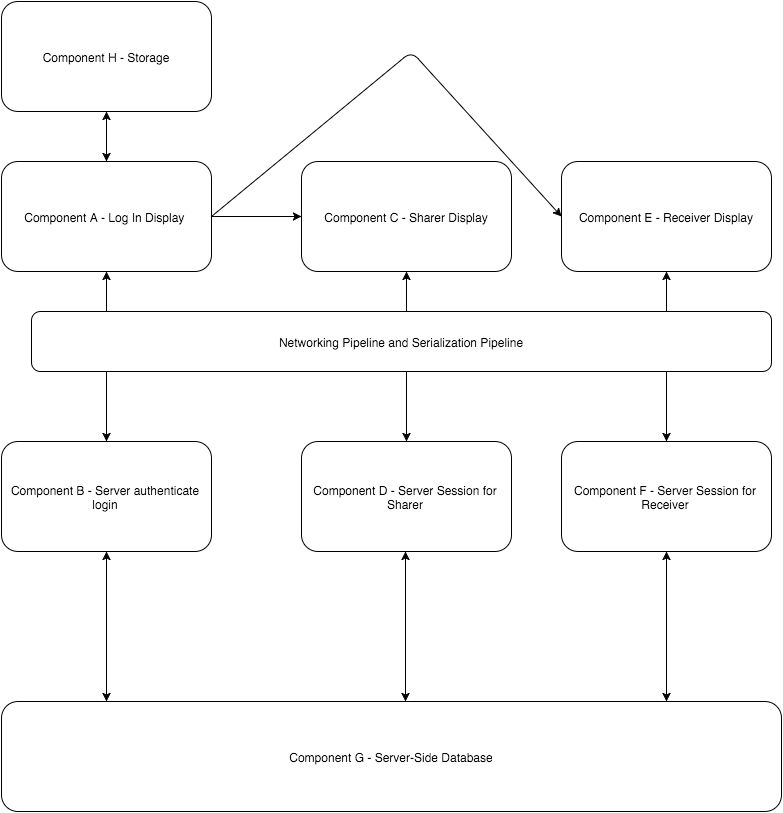 Component H - Storage
Component A - Log In Display
Component C - Sharer Display
Component E - Receiver Display
Networking Pipeline and Serialization Pipeline
Component B - Server authenticate
login
Component D - Server Session for
Sharer
Component F - Server Session for
Receiver
Component G - Server-Side Database